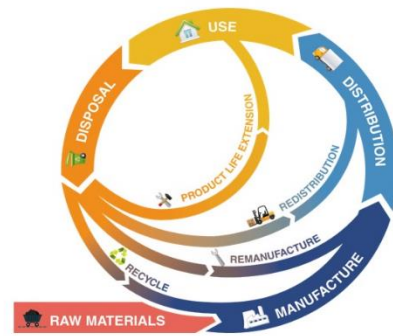 USE
DISPOSAL
DISTRIBUTION
PRODUCT LIFE EXTENSION
REDISTRIBUTION
REMANUFACTURE
RECYCLE
MANUFACTURE
RAW MATERIALS